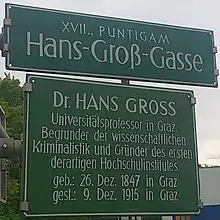 XVII., PUNTIGAM
Hans-Groß-Gasse
Dr. HANS GROSS
Universitätsprofessor in Graz.
Begründer der wissenschaftlichen
Kriminalistik und Gründer des ersten
derartigen Hochschulinstitutes.
geb.: 26. Dez. 1847 in Graz
gest.: 9. Dez. 1915 in Graz